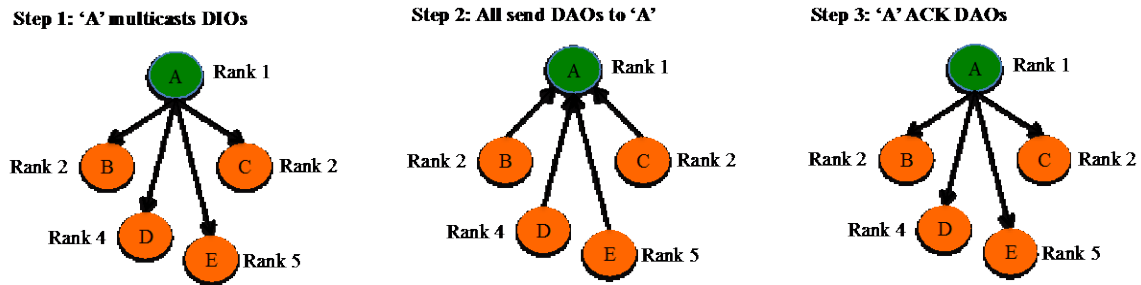 Step 1: ‘A’ multicasts DIOs
A
Rank 1
Rank 2
B
C
Rank 2
Rank 4
D
E
Rank 5
Step 2: All send DAOs to ‘A’
A
Rank 1
Rank 2
B
C
Rank 2
Rank 4
D
E
Rank 5
Step 3: ‘A’ ACK DAOs
A
Rank 1
Rank 2
B
C
Rank 2
Rank 4
D
E
Rank 5